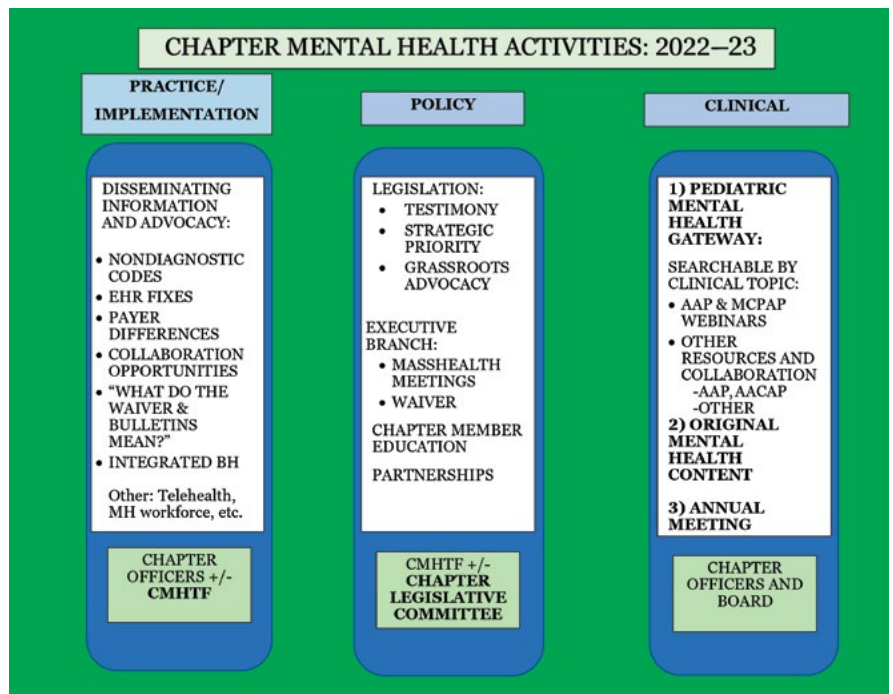 CHAPTER MENTAL HEALTH ACTIVITIES: 2022—23
PRACTICE/
IMPLEMENTATION
DISSEMINATING
INFORMATION
AND ADVOCACY:
• NONDIAGNOSTIC
CODES
• EHR FIXES
• PAYER
DIFFERENCES
• COLLABORATION
OPPORTUNITIES
• “WHAT DO THE
WAIVER &
BULLETINS
MEAN?”
• INTEGRATED BH
Other: Telehealth,
MH workforce, etc.
CHAPTER
OFFICERS +/-
CMHTF
POLICY
LEGISLATION:
• TESTIMONY
• STRATEGIC
PRIORITY
• GRASSROOTS
ADVOCACY
EXECUTIVE
BRANCH:
• MASSHEALTH
MEETINGS
• WAIVER
CHAPTER MEMBER
EDUCATION
PARTNERSHIPS
CMHTF +/-
CHAPTER
LEGISLATIVE
COMMITTEE
CLINICAL
1) PEDIATRIC
MENTAL
HEALTH
GATEWAY:
SEARCHABLE BY
CLINICAL TOPIC:
• AAP & MCPAP
WEBINARS
• OTHER
RESOURCES AND
COLLABORATION
-AAP, AACAP
-OTHER
2) ORIGINAL
MENTAL
HEALTH
CONTENT
3) ANNUAL
MEETING
CHAPTER
OFFICERS AND
BOARD